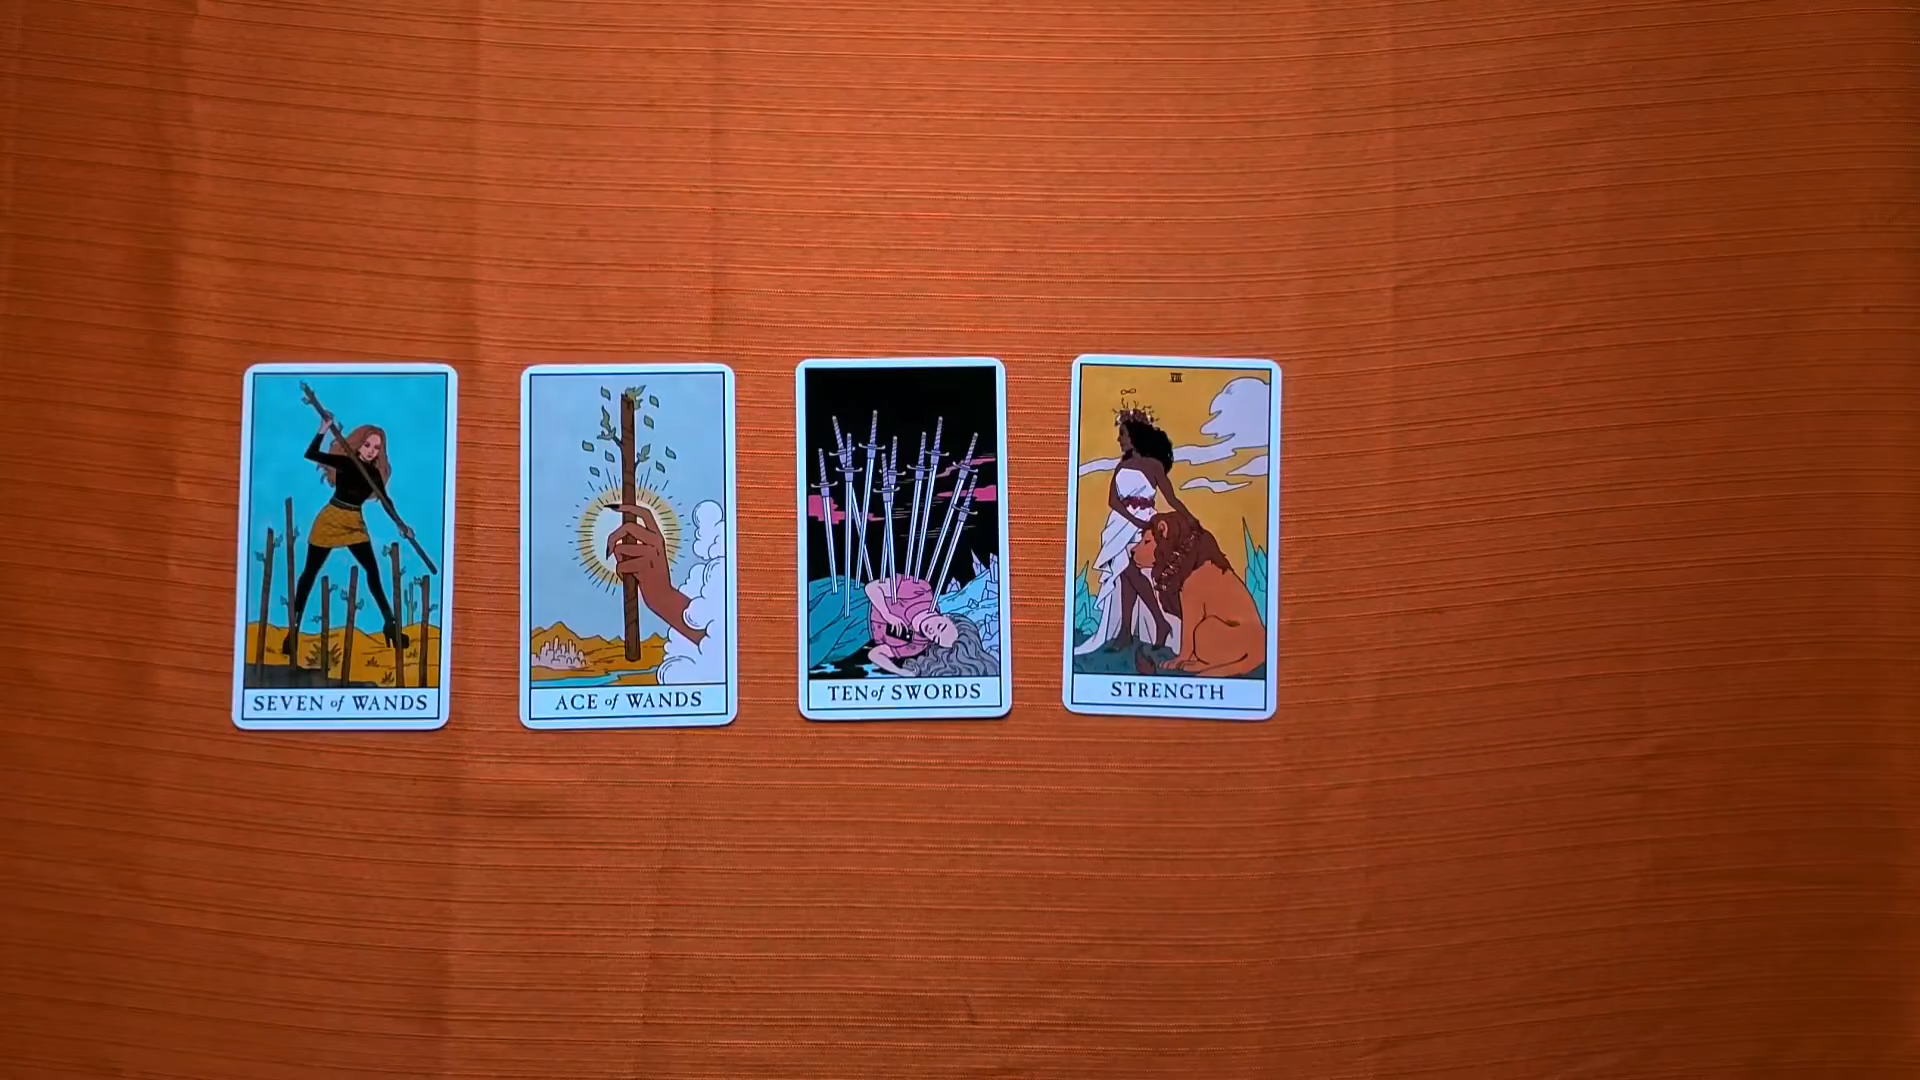 SEVEN of WANDS
ACE of WANDS
TEN of SWORDS
VIII
STRENGTH